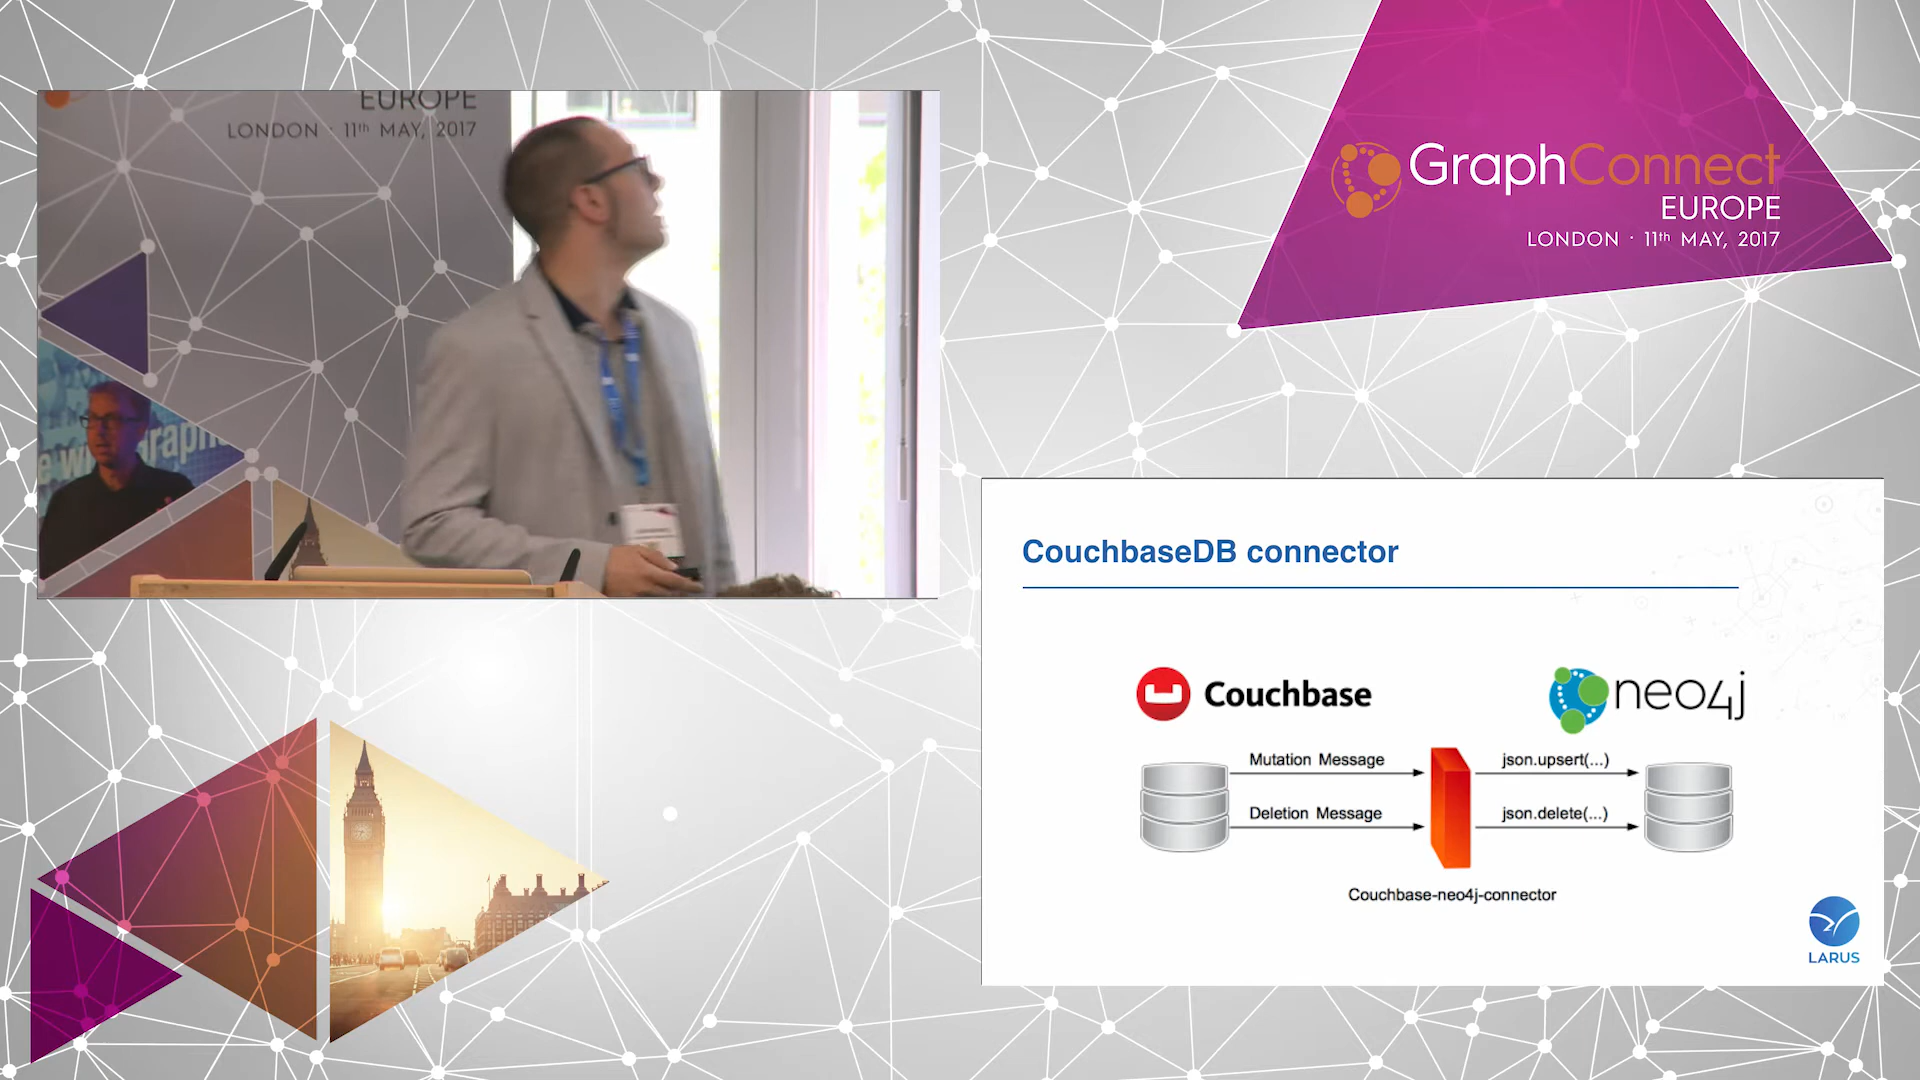 EUROPE
LONDON · 11th MAY, 2017
GraphConnect
EUROPE
LONDON · 11th MAY, 2017
CouchbaseDB connector
Couchbase
neo4j
Mutation Message
json.upsert(...)
Deletion Message
json.delete(...)
Couchbase-neo4j-connector
LARUS